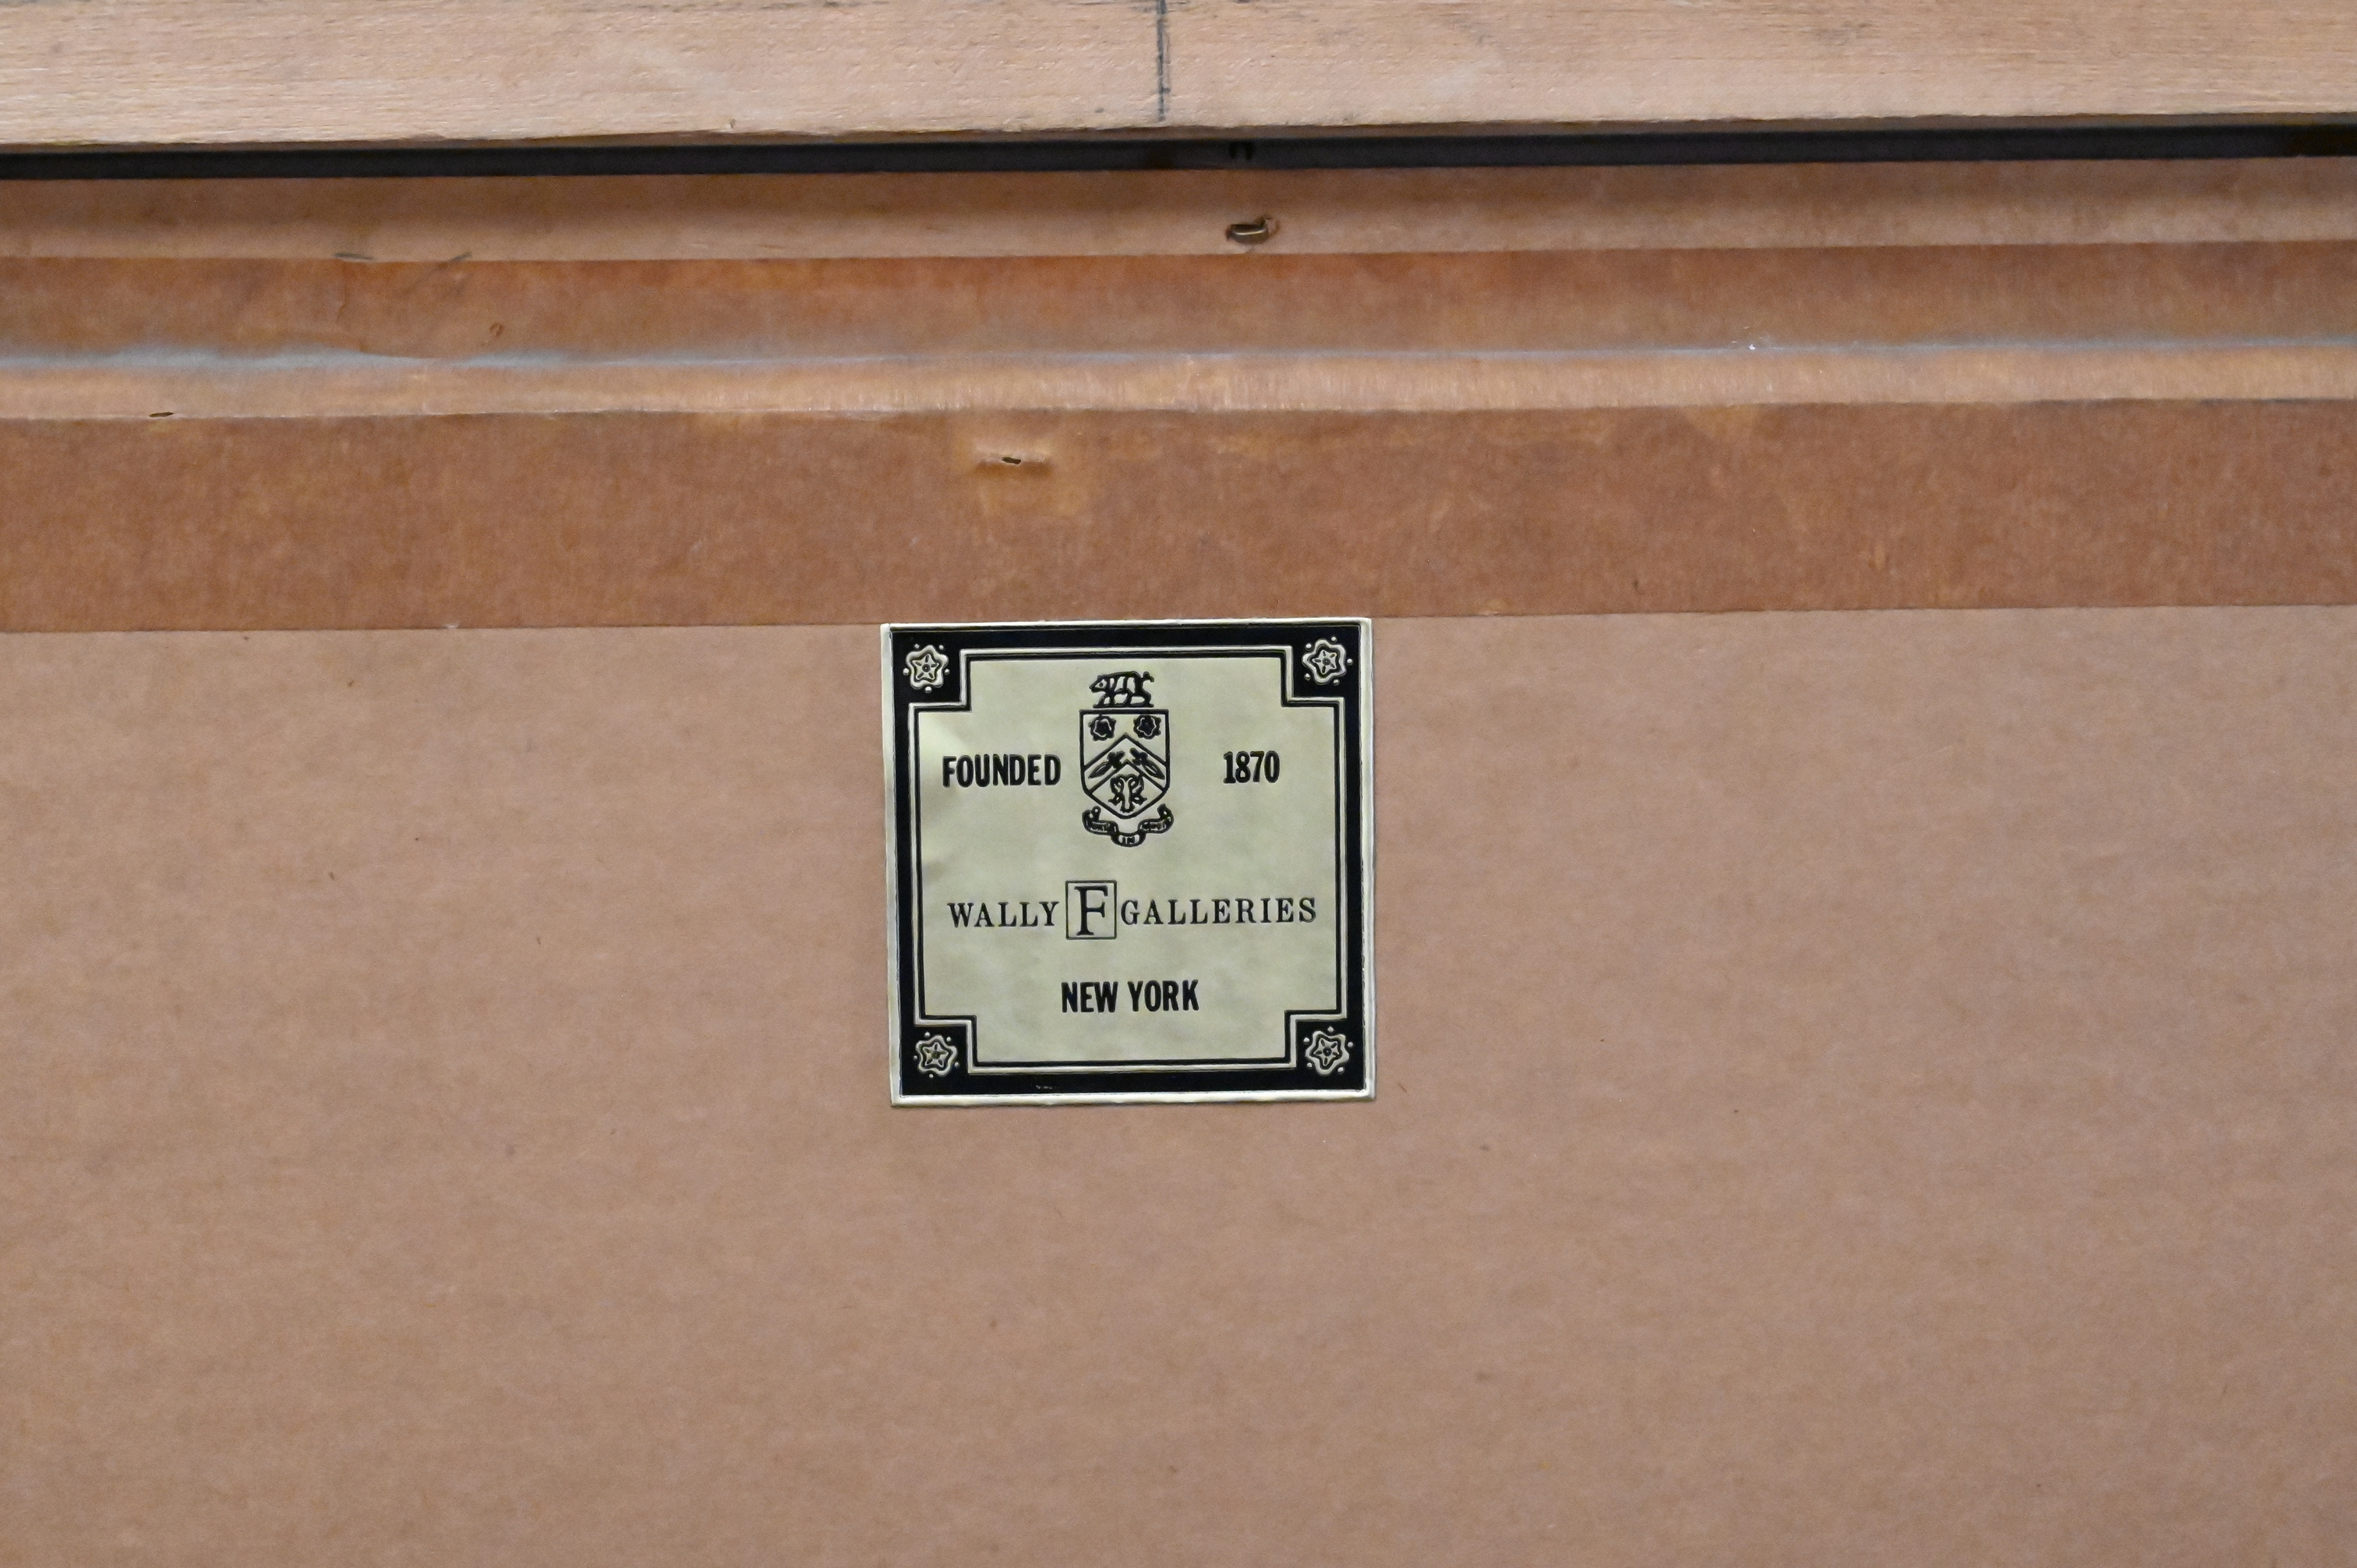 FOUNDED 1870
WALLY F GALLERIES
NEW YORK